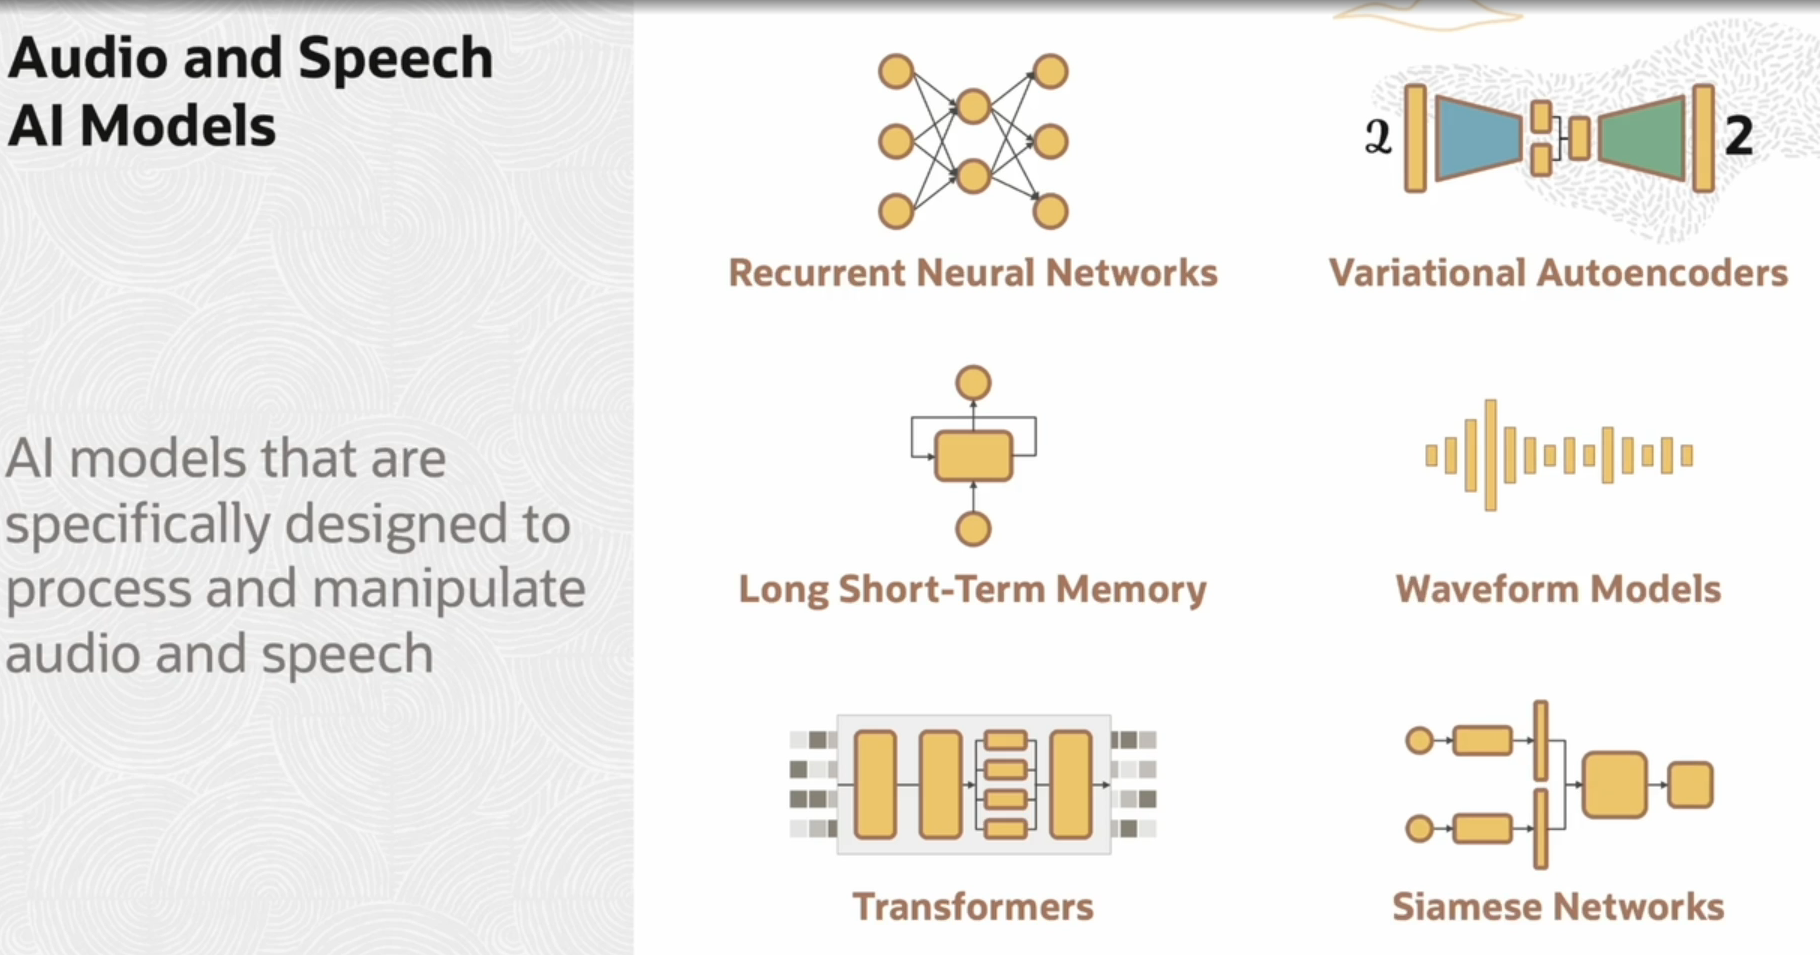 Audio and Speech
AI Models
AI models that are
specifically designed to
process and manipulate
audio and speech
Recurrent Neural Networks
2
2
Variational Autoencoders
Long Short-Term Memory
Waveform Models
Transformers
Siamese Networks